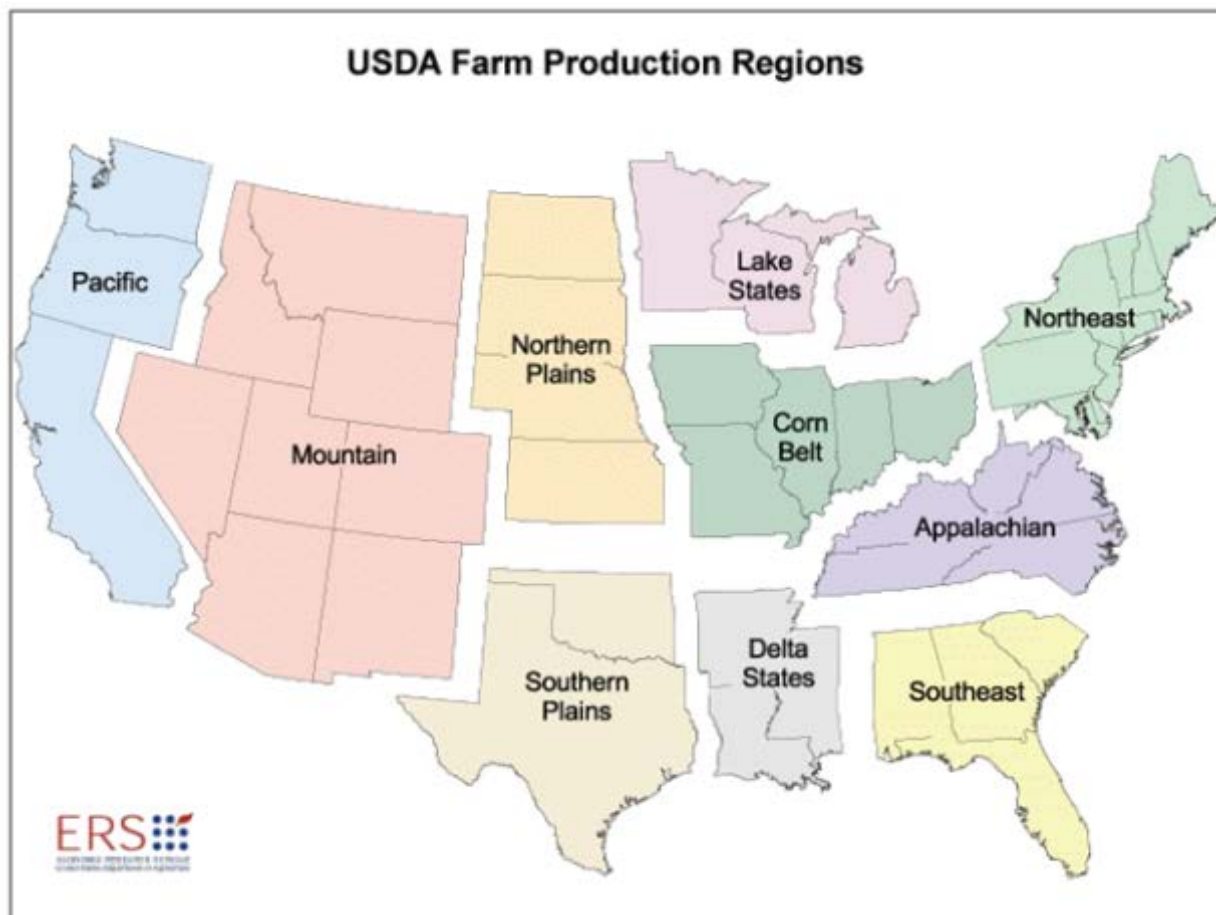 USDA Farm Production Regions
Pacific
Mountain
Northern
Plains
Lake
States
Corn
Belt
Northeast
Appalachian
Southern
Plains
Delta
States
Southeast
ERS